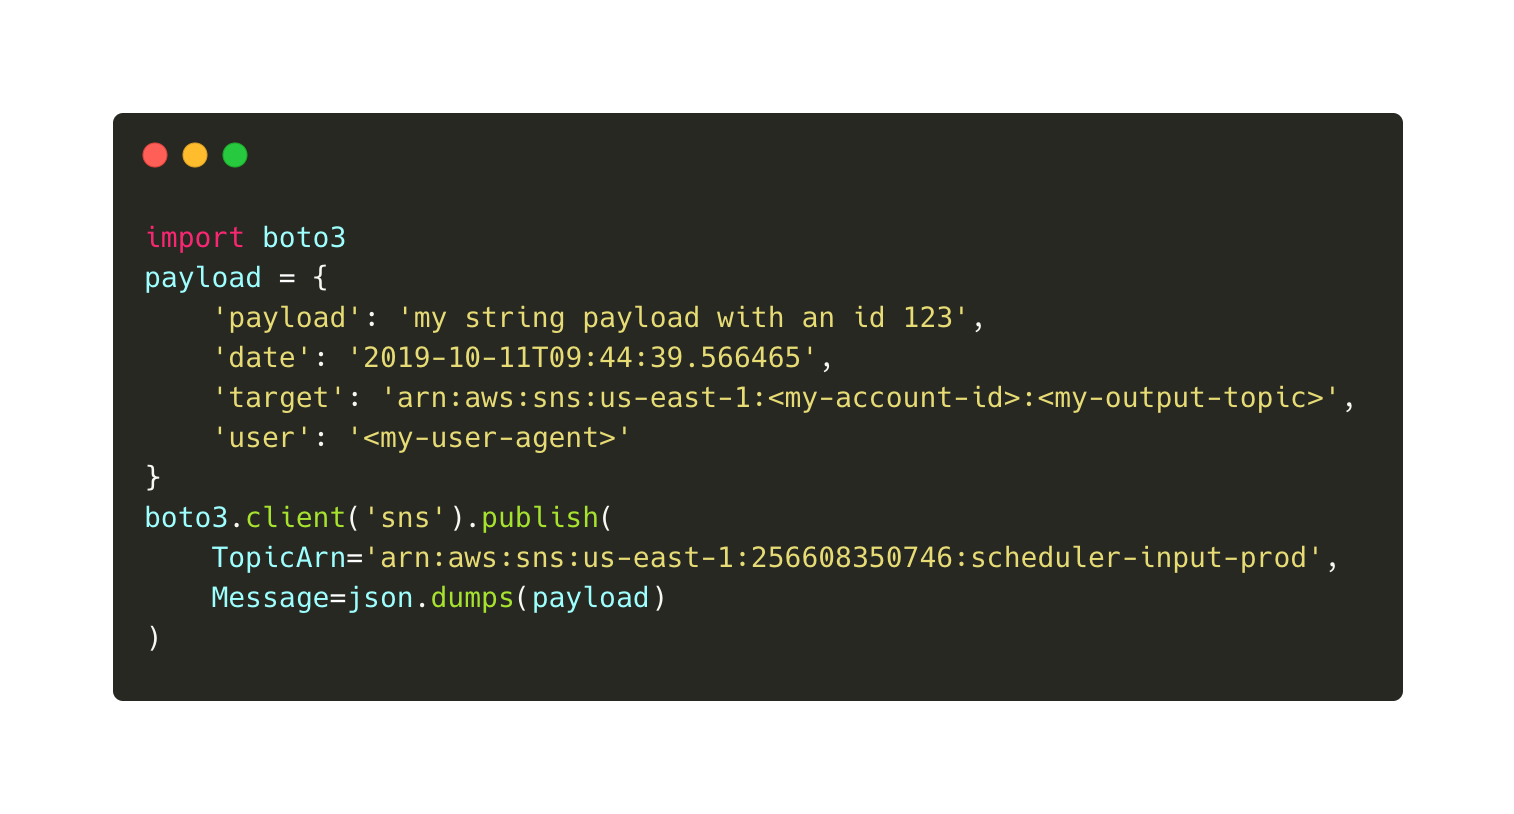 import boto3
payload = {
    'payload': 'my string payload with an id 123',
    'date': '2019-10-11T09:44:39.566465',
    'target': 'arn:aws:sns:us-east-1:<my-account-id>:<my-output-topic>',
    'user': '<my-user-agent>'
}
boto3.client('sns').publish(
    TopicArn='arn:aws:sns:us-east-1:256608350746:scheduler-input-prod',
    Message=json.dumps(payload)
)